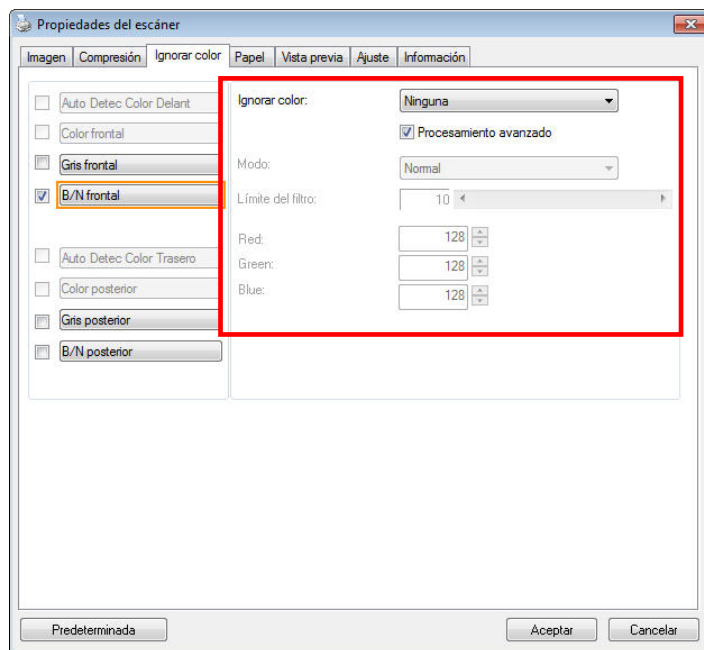 Propiedades del escáner
Imagen Compresión Ignorar color Papel Vista previa Ajuste Información
Auto Detec Color Delant
Color frontal
Gris frontal
B/N frontal
Auto Detec Color Trasero
Color posterior
Gris posterior
B/N posterior
Ignorar color: Ninguna
Procesamiento avanzado
Modo: Normal
Límite del filtro: 10
Red: 128
Green: 128
Blue: 128
Predeterminada Aceptar Cancelar